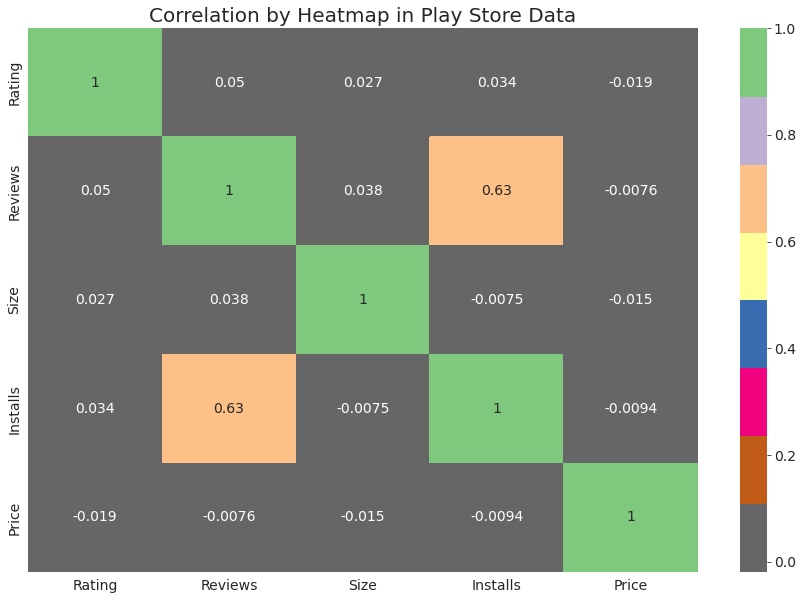 Correlation by Heatmap in Play Store Data
Rating 1 0.05 0.027 0.034 -0.019
Reviews 0.05 1 0.038 0.63 -0.0076
Size 0.027 0.038 1 -0.0075 -0.015
Installs 0.034 0.63 -0.0075 1 -0.0094
Price -0.019 -0.0076 -0.015 -0.0094 1
Rating Reviews Size Installs Price
1.0
0.8
0.6
0.4
0.2
0.0